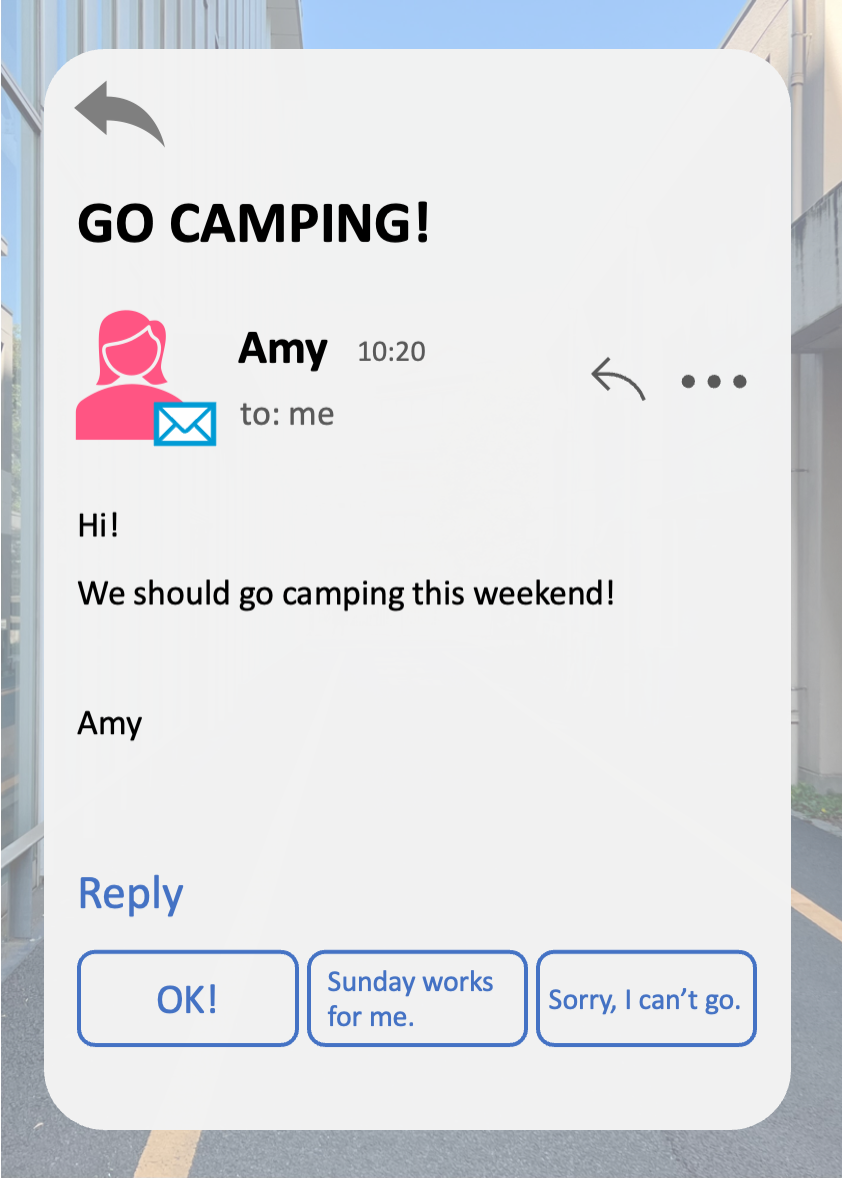 GO CAMPING!
Amy 10:20
to: me
Hi!
We should go camping this weekend!
Amy
Reply
OK!
Sunday works
for me.
Sorry, I can’t go.